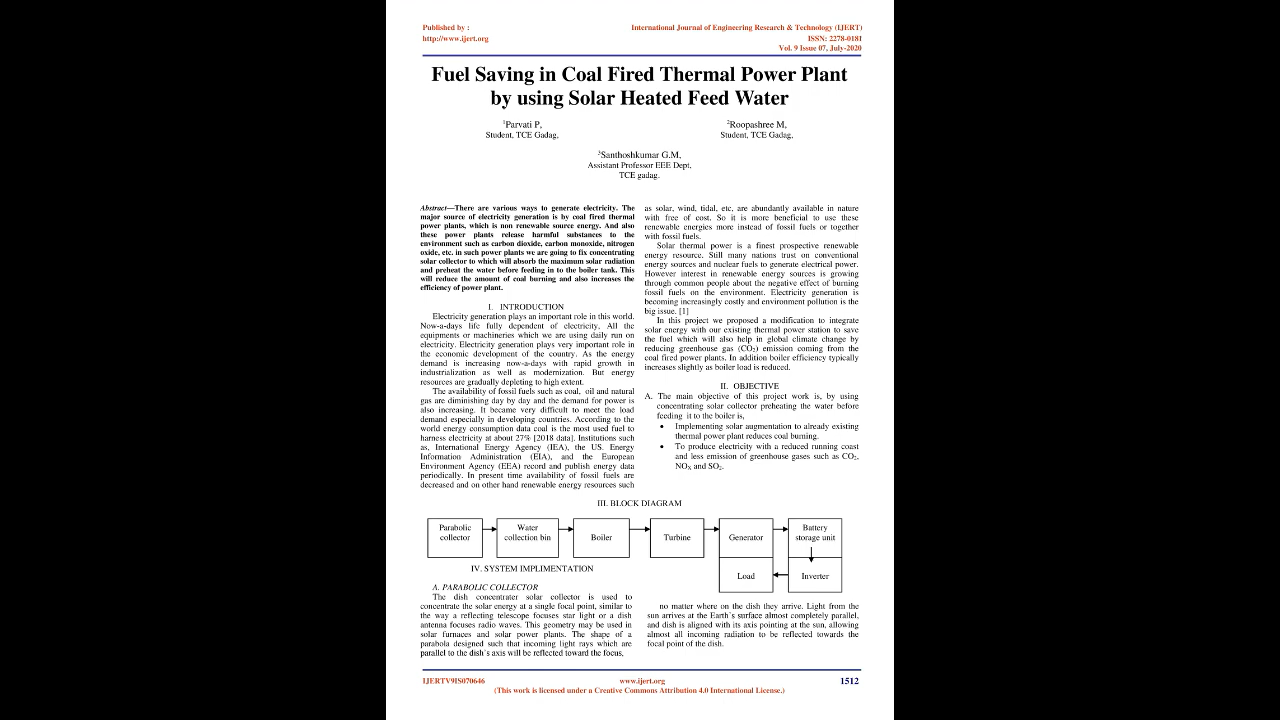 Published by :
International Journal of Engineering Research & Technology (IJERT)
http://www.ijert.org
ISSN: 2278-0181
Vol. 9 Issue 07, July-2020
Fuel Saving in Coal Fired Thermal Power Plant
by using Solar Heated Feed Water
1Parvati P,
Student, TCE Gadag,
2Roopashree M,
Student, TCE Gadag,
3Santhoshkumar G.M,
Assistant Professor EEE Dept,
TCE gadag.
Abstract—There are various ways to generate electricity. The
major source of electricity generation is by coal fired thermal
power plants, which is non renewable source energy. And also
these power plants release harmful substances to the
environment such as carbon dioxide, carbon monoxide, nitrogen
oxide, etc. in such power plants we are going to fix concentrating
solar collector to which will absorb the maximum solar radiation
and preheat the water before feeding in to the boiler tank. This
will reduce the amount of coal burning and also increases the
efficiency of power plant.
I. INTRODUCTION
Electricity generation plays an important role in this world.
Now-a-days life fully dependent of electricity. All the
equipments or machineries which we are using daily run on
electricity. Electricity generation plays very important role in
the economic development of the country. As the energy
demand is increasing now-a-days with rapid growth in
industrialization as well as modernization. But energy
resources are gradually depleting to high extent.
The availability of fossil fuels such as coal, oil and natural
gas are diminishing day by day and the demand for power is
also increasing. It became very difficult to meet the load
demand especially in developing countries. According to the
world energy consumption data coal is the most used fuel to
harness electricity at about 27% [2018 data]. Institutions such
as, International Energy Agency (IEA), the US. Energy
Information Administration (EIA), and the European
Environment Agency (EEA) record and publish energy data
periodically. In present time availability of fossil fuels are
decreased and on other hand renewable energy resources such
as solar, wind, tidal, etc, are abundantly available in nature
with free of cost. So it is more beneficial to use these
renewable energies more instead of fossil fuels or together
with fossil fuels.
Solar thermal power is a finest prospective renewable
energy resource. Still many nations trust on conventional
energy sources and nuclear fuels to generate electrical power.
However interest in renewable energy sources is growing
through common people about the negative effect of burning
fossil fuels on the environment. Electricity generation is
becoming increasingly costly and environment pollution is the
big issue. [1]
In this project we proposed a modification to integrate
solar energy with our existing thermal power station to save
the fuel which will also help in global climate change by
reducing greenhouse gas (CO2) emission coming from the
coal fired power plants. In addition boiler efficiency typically
increases slightly as boiler load is reduced.
II. OBJECTIVE
A. The main objective of this project work is, by using
concentrating solar collector preheating the water before
feeding it to the boiler is,
• Implementing solar augmentation to already existing
thermal power plant reduces coal burning.
• To produce electricity with a reduced running coast
and less emission of greenhouse gases such as CO2,
NOX and SO2.
III. BLOCK DIAGRAM
Parabolic
collector
Water
collection bin
Boiler
Turbine
Generator
Battery
storage unit
Load
Inverter
IV. SYSTEM IMPLIMENTATION
A. PARABOLIC COLLECTOR
The dish concentrater solar collector is used to
concentrate the solar energy at a single focal point, similar to
the way a reflecting telescope focuses star light or a dish
antenna focuses radio waves. This geometry may be used in
solar furnaces and solar power plants. The shape of a
parabola designed such that incoming light rays which are
parallel to the dish's axis will be reflected toward the focus,
no matter where on the dish they arrive. Light from the
sun arrives at the Earth's surface almost completely parallel,
and dish is aligned with its axis pointing at the sun, allowing
almost all incoming radiation to be reflected towards the
focal point of the dish.
IJERTV9IS070646
www.ijert.org
1512
(This work is licensed under a Creative Commons Attribution 4.0 International License.)